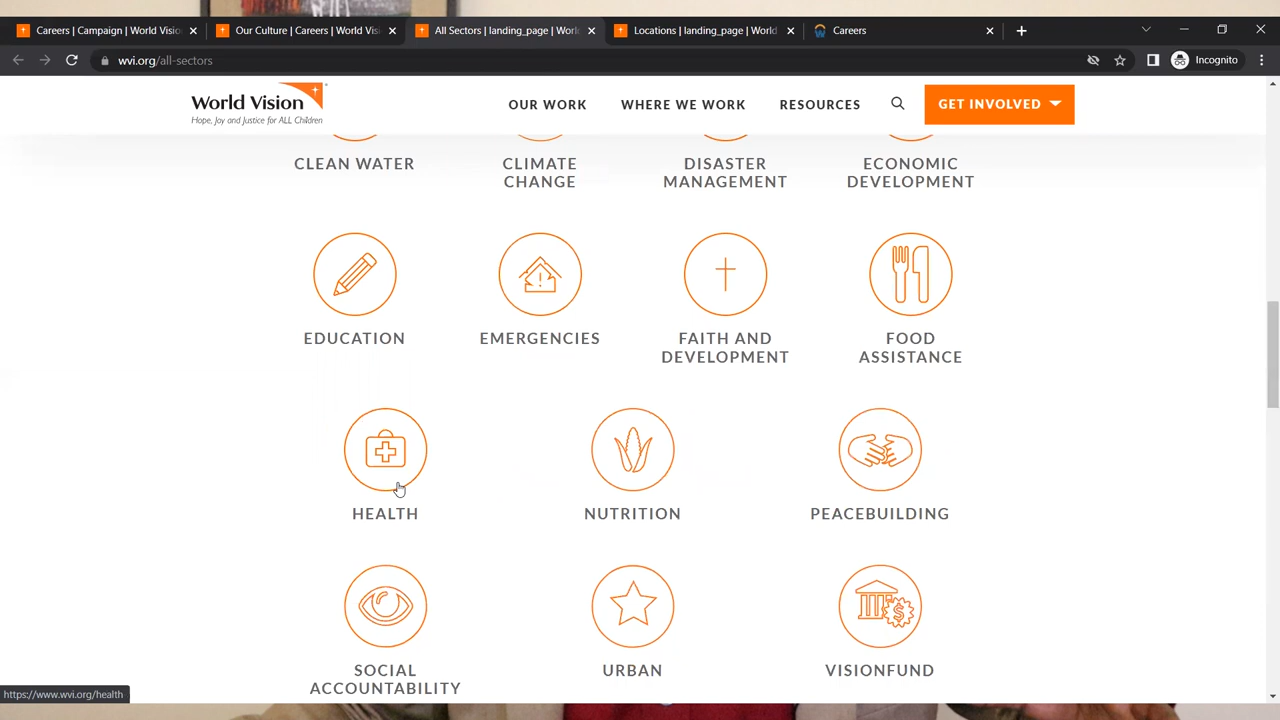 Careers | Campaign | World Visio
Our Culture | Careers | World Visi
All Sectors | landing_page | Worl
Locations | landing_page | World
Careers
wvi.org/all-sectors
Incognito
World Vision
Hope, Joy and Justice for ALL Children
OUR WORK
WHERE WE WORK
RESOURCES
GET INVOLVED
CLEAN WATER
CLIMATE
CHANGE
DISASTER
MANAGEMENT
ECONOMIC
DEVELOPMENT
EDUCATION
EMERGENCIES
FAITH AND
DEVELOPMENT
FOOD
ASSISTANCE
HEALTH
NUTRITION
PEACEBUILDING
SOCIAL
ACCOUNTABILITY
URBAN
VISIONFUND
https://www.wvi.org/health